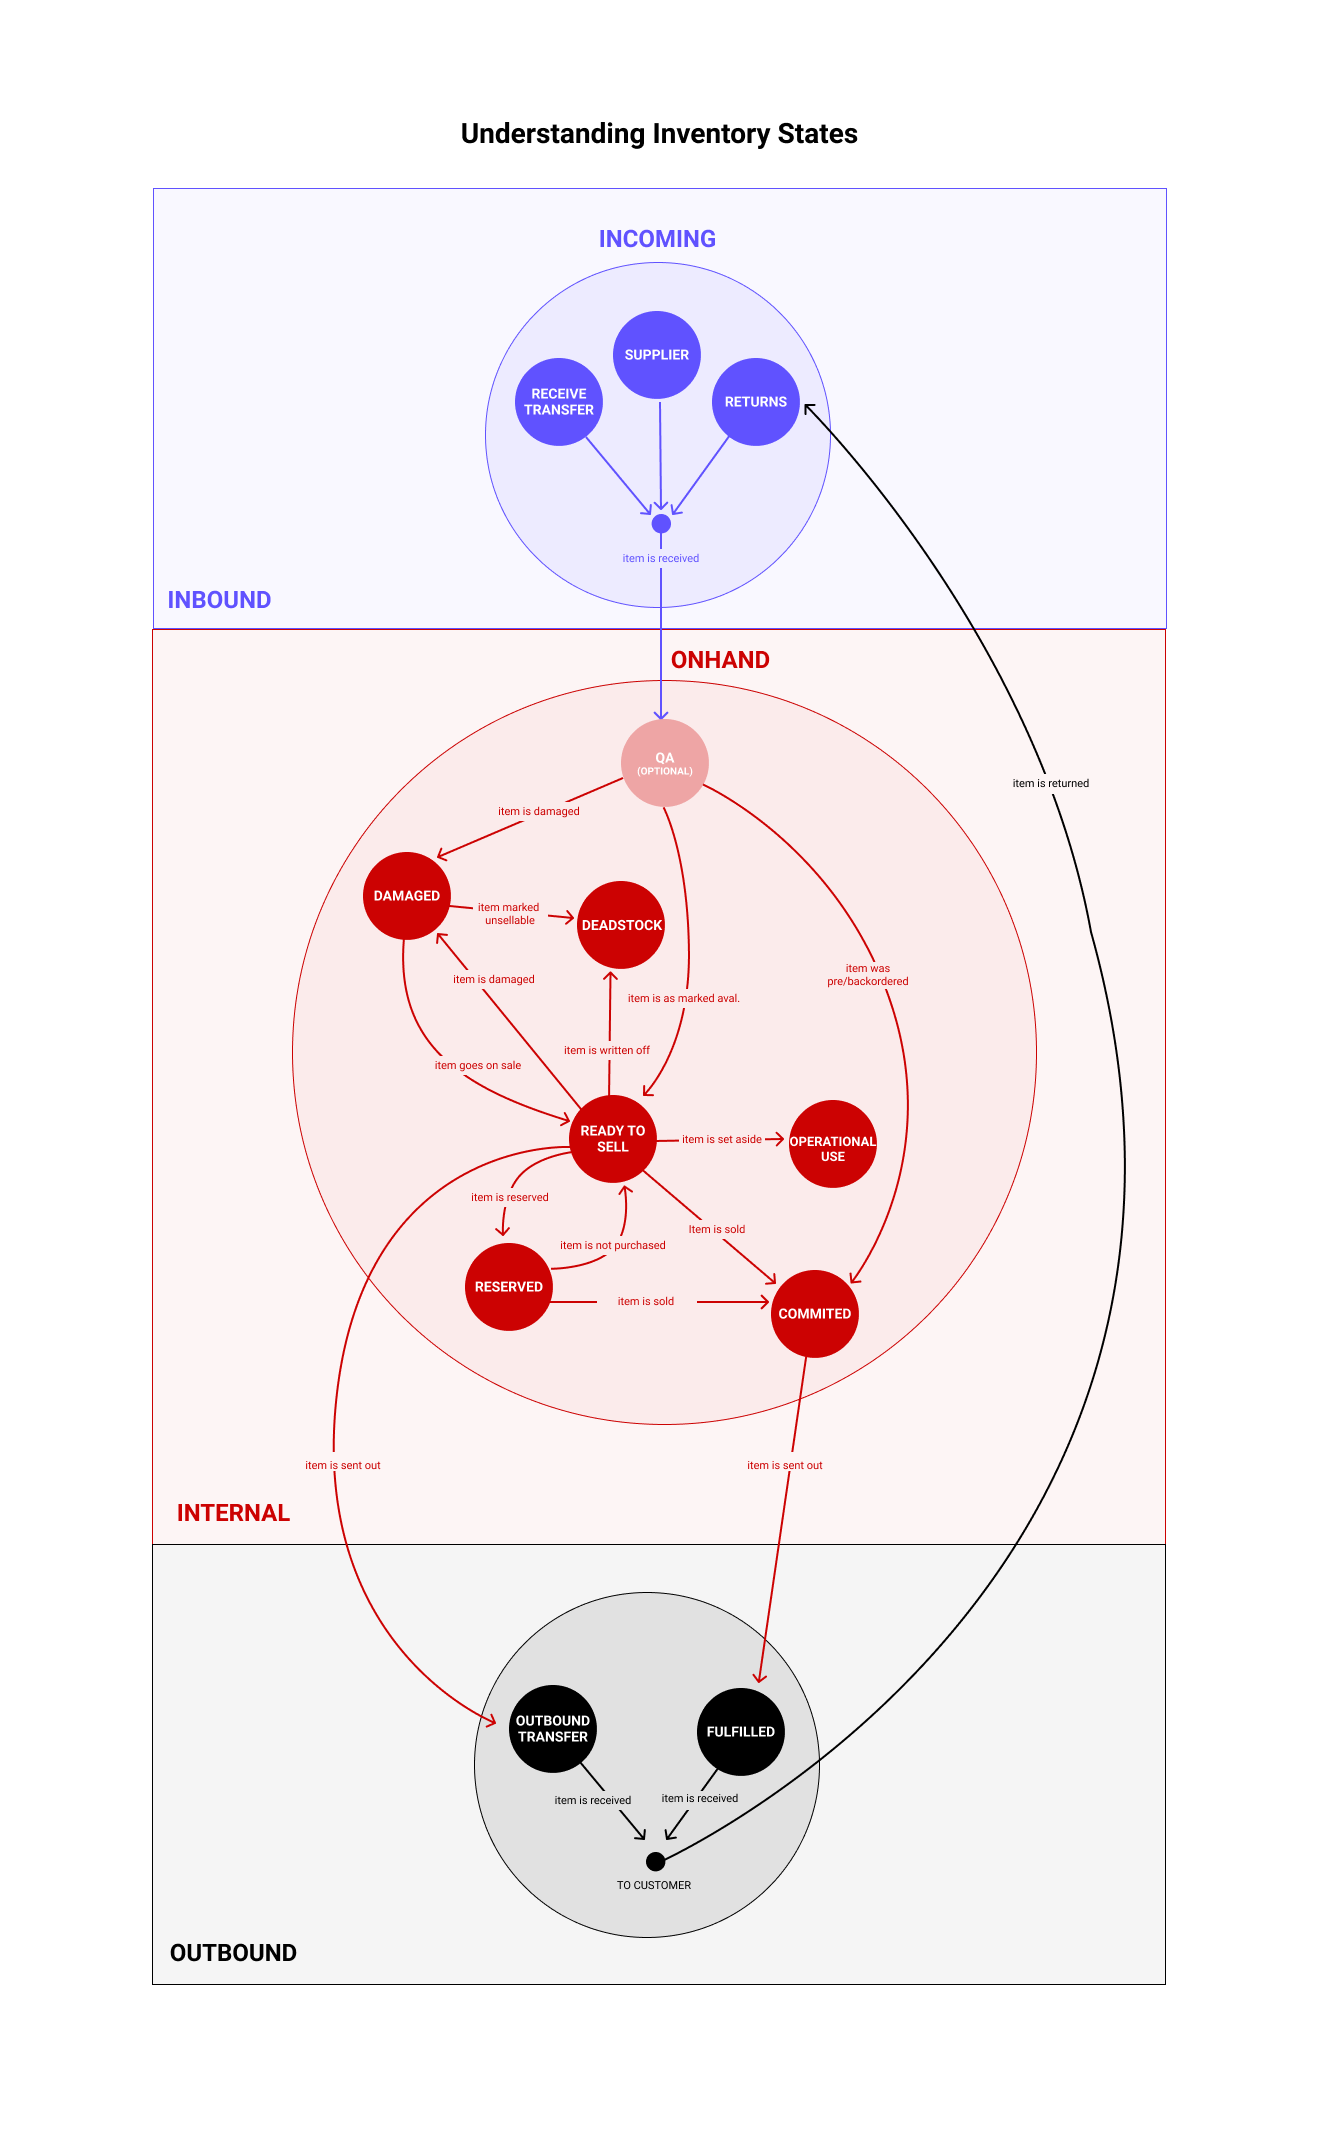 Understanding Inventory States
INCOMING
SUPPLIER
RECEIVE
TRANSFER
RETURNS
item is received
INBOUND
ONHAND
QA
(OPTIONAL)
item is returned
item is damaged
DAMAGED
item marked
unsellable
DEADSTOCK
item was
pre/backordered
item is damaged
item is as marked aval.
item is written off
item goes on sale
READY TO
SELL
item is set aside
OPERATIONAL
USE
item is reserved
Item is sold
item is not purchased
RESERVED
item is sold
COMMITED
item is sent out
item is sent out
INTERNAL
OUTBOUND
TRANSFER
FULFILLED
item is received
item is received
TO CUSTOMER
OUTBOUND